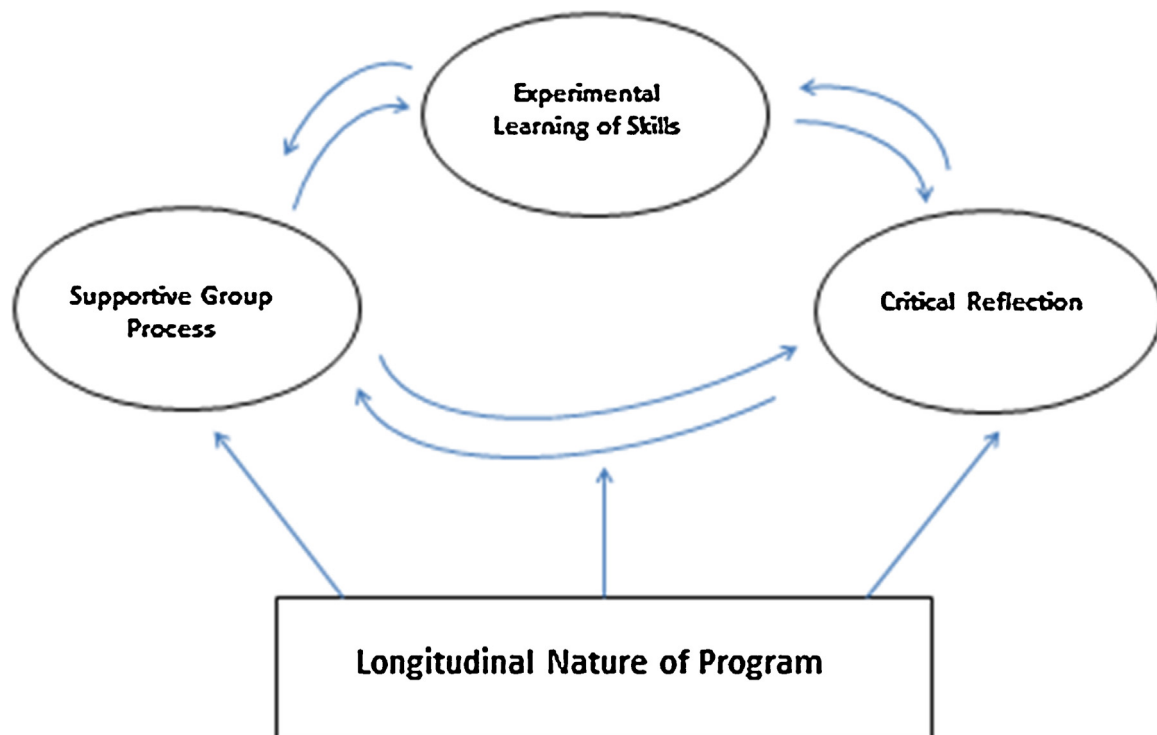 Experimental
Learning of Skills
Supportive Group
Process
Critical Reflection
Longitudinal Nature of Program